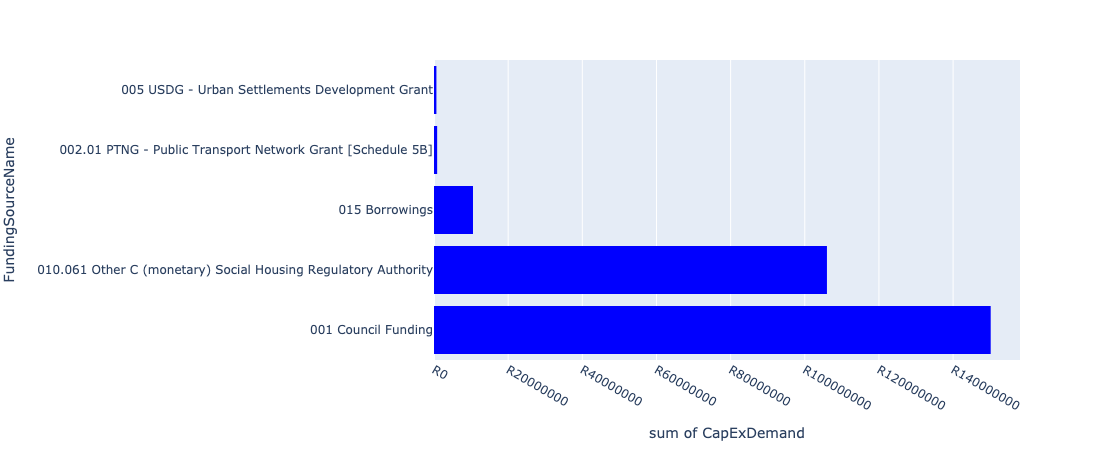 FundingSourceName
005 USDG - Urban Settlements Development Grant
002.01 PTNG - Public Transport Network Grant [Schedule 5B]
015 Borrowings
010.061 Other C (monetary) Social Housing Regulatory Authority
001 Council Funding
R0
R20000000
R40000000
R60000000
R80000000
R100000000
R120000000
R140000000
sum of CapExDemand